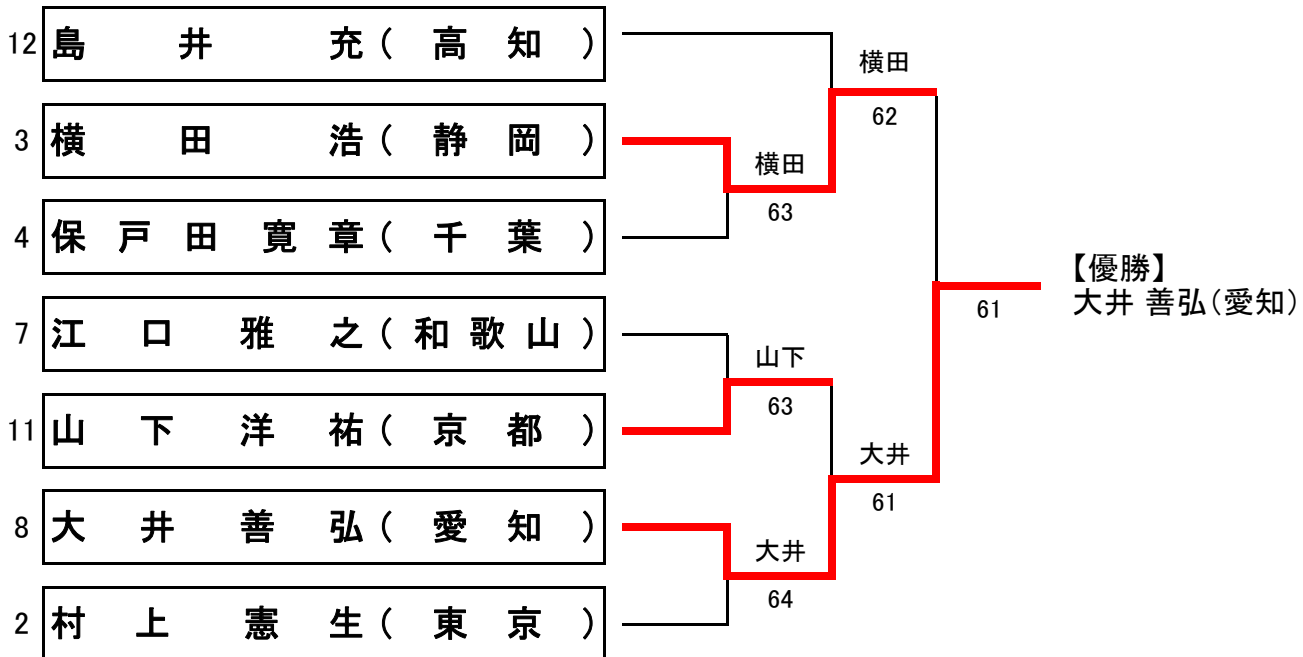 12 島井充(高知)
横田
62
3 横田浩(静岡)
横田
63
4 保戸田寛章(千葉)
【優勝】
大井 善弘(愛知)
61
7 江口雅之(和歌山)
山下
63
11 山下洋祐(京都)
大井
61
8 大井善弘(愛知)
大井
64
2 村上憲生(東京)